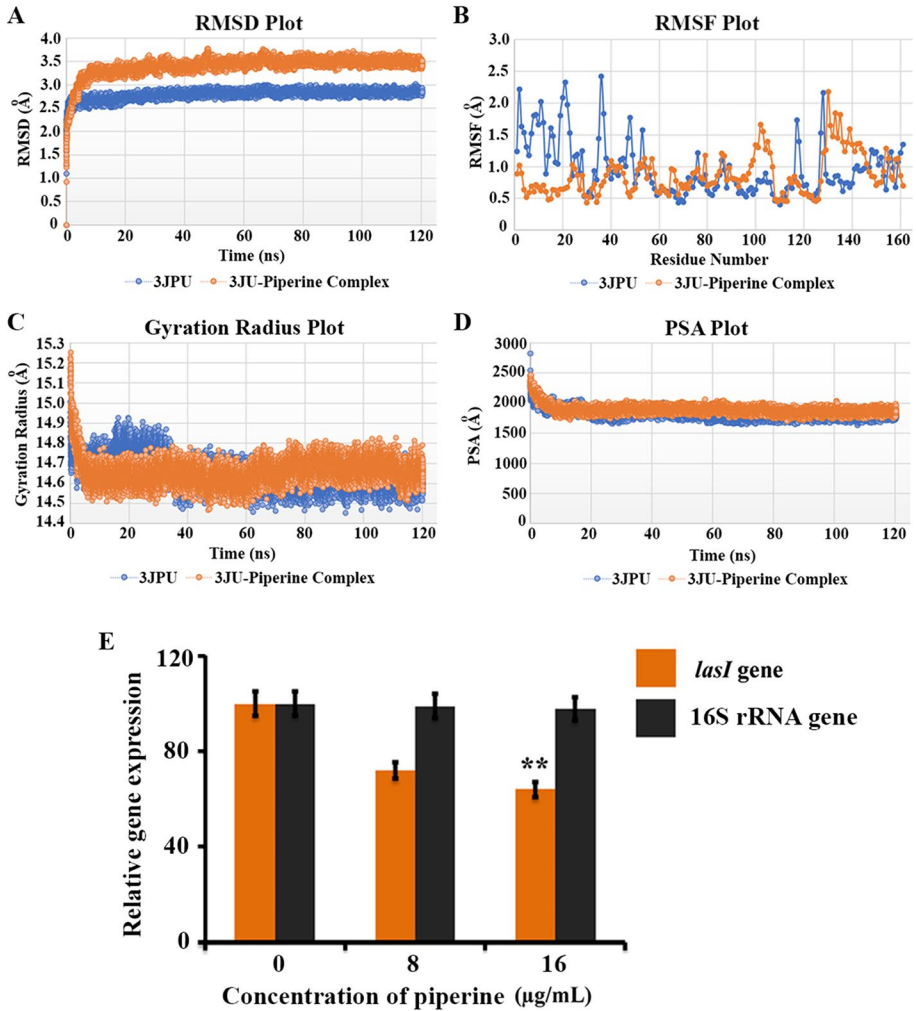 A
RMSD Plot
4.0
3.5
3.0
2.5
2.0
1.5
1.0
0.5
0
RMSD (Å)
0 20 40 60 80 100 120
Time (ns)
3JPU 3JU-Piperine Complex
B
RMSF Plot
3.0
2.5
2.0
1.5
1.0
0.5
0
RMSF (Å)
0 20 40 60 80 100 120 140 160
Residue Number
3JPU 3JU-Piperine Complex
C
Gyration Radius Plot
15.3
15.2
15.1
15.0
14.9
14.8
14.7
14.6
14.5
14.4
Gyration Radius (Å)
0 20 40 60 80 100 120
Time (ns)
3JPU 3JU-Piperine Complex
D
PSA Plot
3000
2500
2000
1500
1000
500
0
PSA (Å)
0 20 40 60 80 100 120
Time (ns)
3JPU 3JU-Piperine Complex
E
120
80
40
0
Relative gene expression
**
0 8 16
Concentration of piperine (µg/mL)
lasI gene
16S rRNA gene